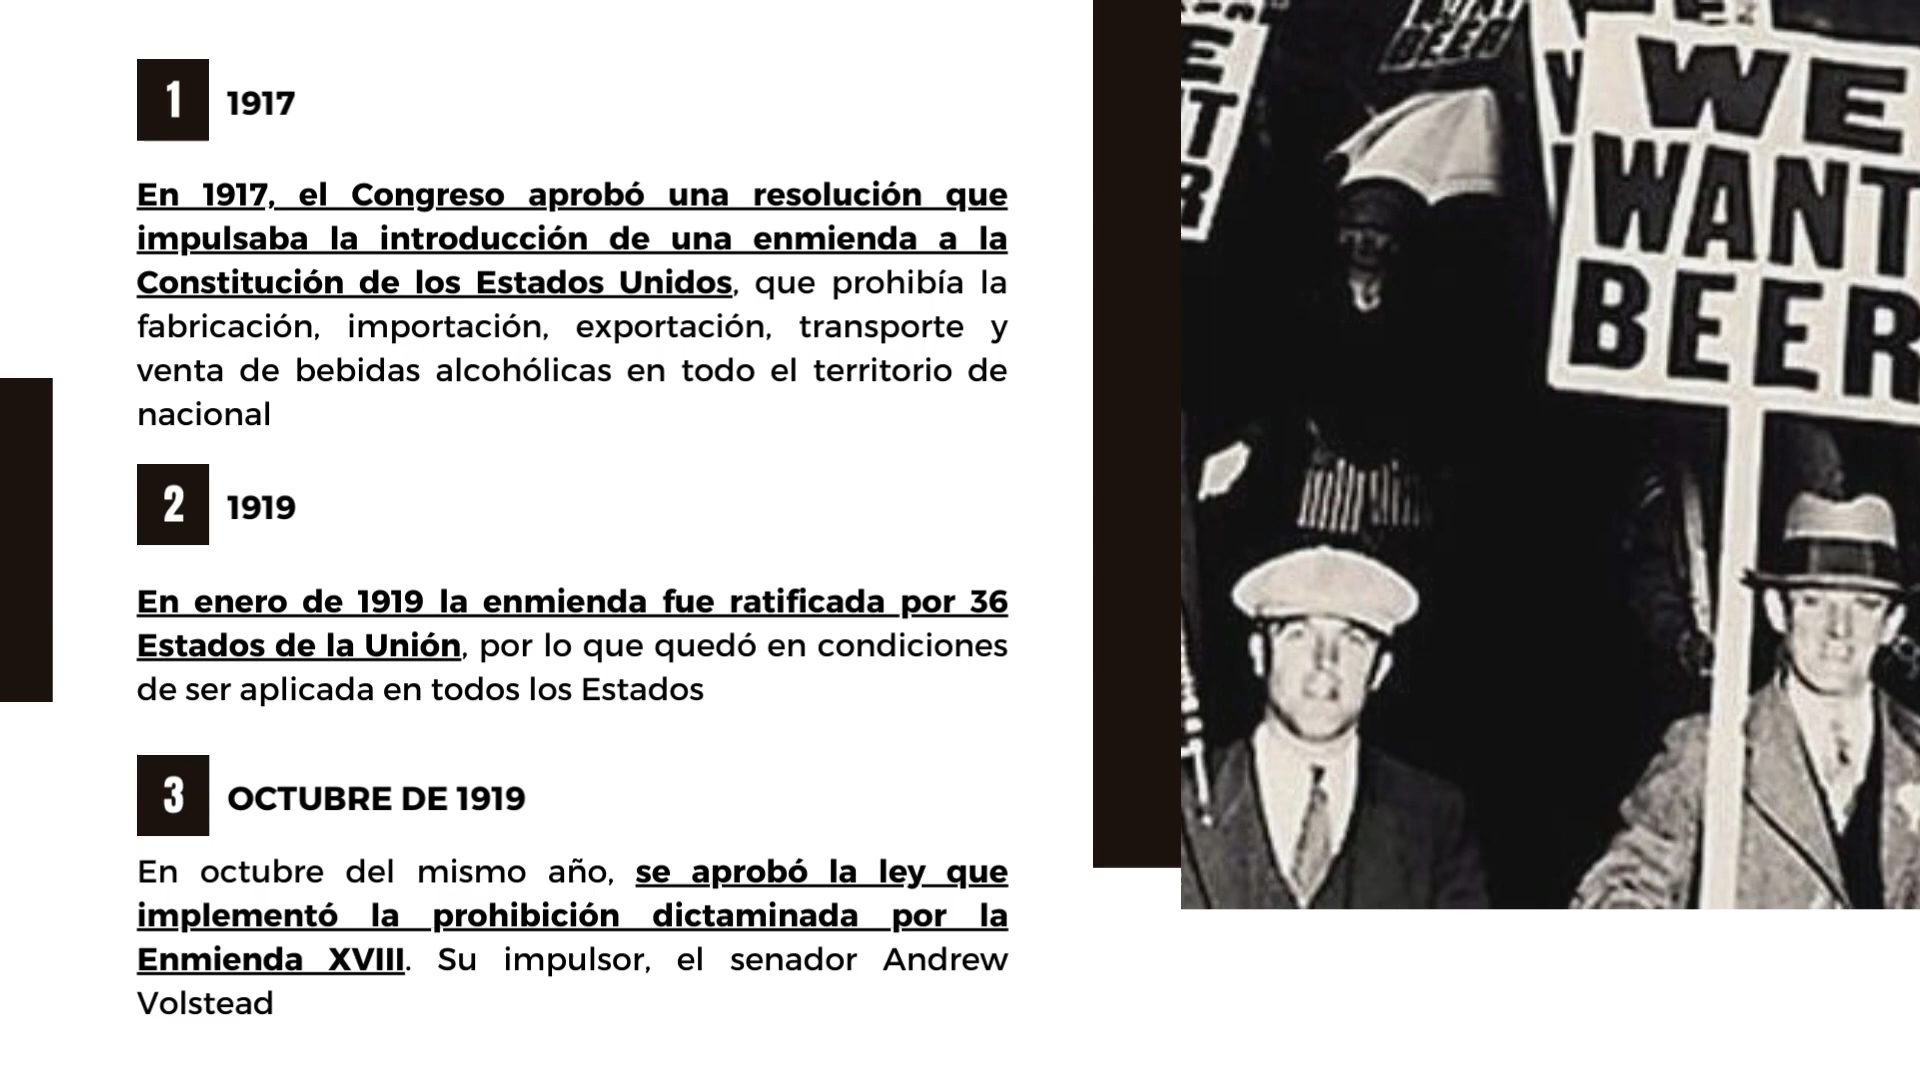 1
1917
En 1917, el Congreso aprobó una resolución que
impulsaba la introducción de una enmienda a la
Constitución de los Estados Unidos, que prohibía la
fabricación, importación, exportación, transporte y
venta de bebidas alcohólicas en todo el territorio de
nacional
2
1919
En enero de 1919 la enmienda fue ratificada por 36
Estados de la Unión, por lo que quedó en condiciones
de ser aplicada en todos los Estados
3
OCTUBRE DE 1919
En octubre del mismo año, se aprobó la ley que
implementó la prohibición dictaminada por la
Enmienda XVIII. Su impulsor, el senador Andrew
Volstead
BEER
WE
WANT
BEER